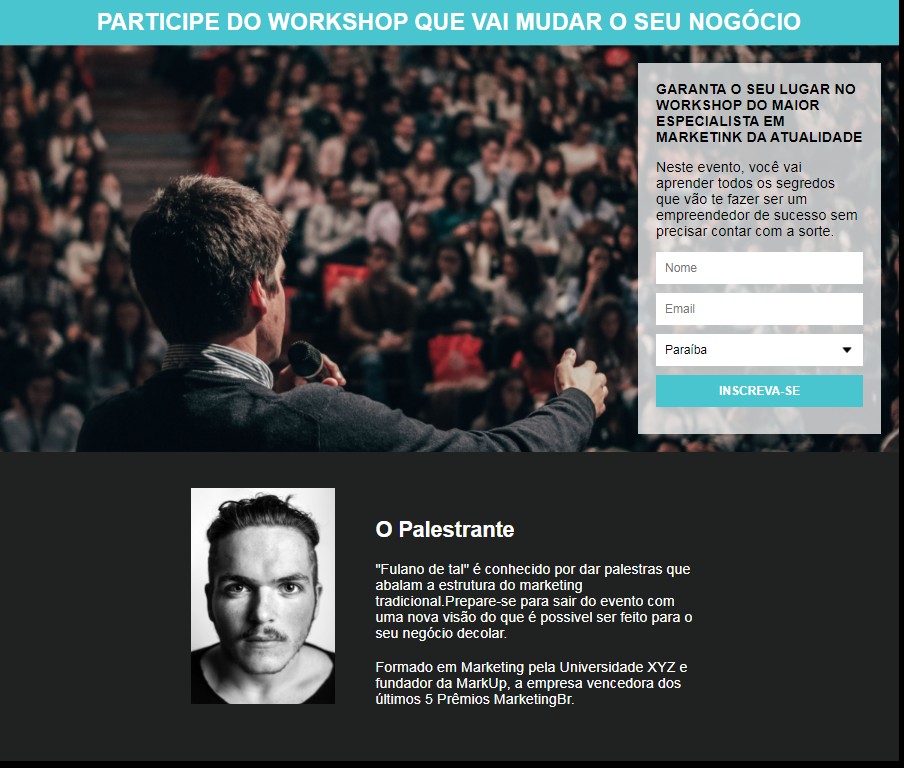 PARTICIPE DO WORKSHOP QUE VAI MUDAR O SEU NOGÓCIO
GARANTA O SEU LUGAR NO
WORKSHOP DO MAIOR
ESPECIALISTA EM
MARKETINK DA ATUALIDADE
Neste evento, você vai
aprender todos os segredos
que vão te fazer ser um
empreendedor de sucesso sem
precisar contar com a sorte.
Nome
Email
Paraíba
INSCREVA-SE
O Palestrante
"Fulano de tal" é conhecido por dar palestras que
abalam a estrutura do marketing
tradicional.Prepare-se para sair do evento com
uma nova visão do que é possivel ser feito para o
seu negócio decolar.
Formado em Marketing pela Universidade XYZ e
fundador da MarkUp, a empresa vencedora dos
últimos 5 Prêmios MarketingBr.